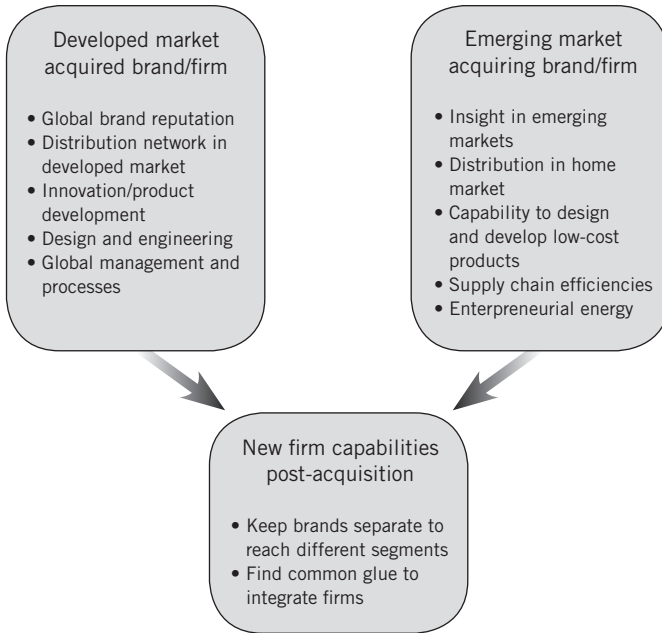 Developed market
acquired brand/firm
• Global brand reputation
• Distribution network in
developed market
• Innovation/product
development
• Design and engineering
• Global management and
processes
Emerging market
acquiring brand/firm
• Insight in emerging
markets
• Distribution in home
market
• Capability to design
and develop low-cost
products
• Supply chain efficiencies
• Enterpreneurial energy
New firm capabilities
post-acquisition
• Keep brands separate to
reach different segments
• Find common glue to
integrate firms